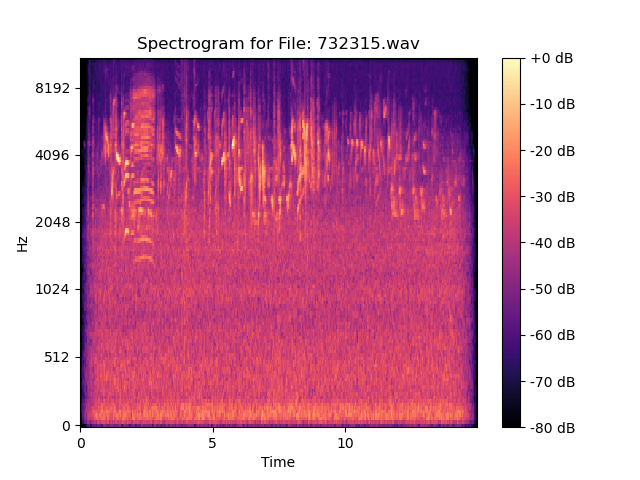 Spectrogram for File: 732315.wav
8192
4096
2048
1024
512
0
Hz
0
5
10
Time
+0 dB
-10 dB
-20 dB
-30 dB
-40 dB
-50 dB
-60 dB
-70 dB
-80 dB